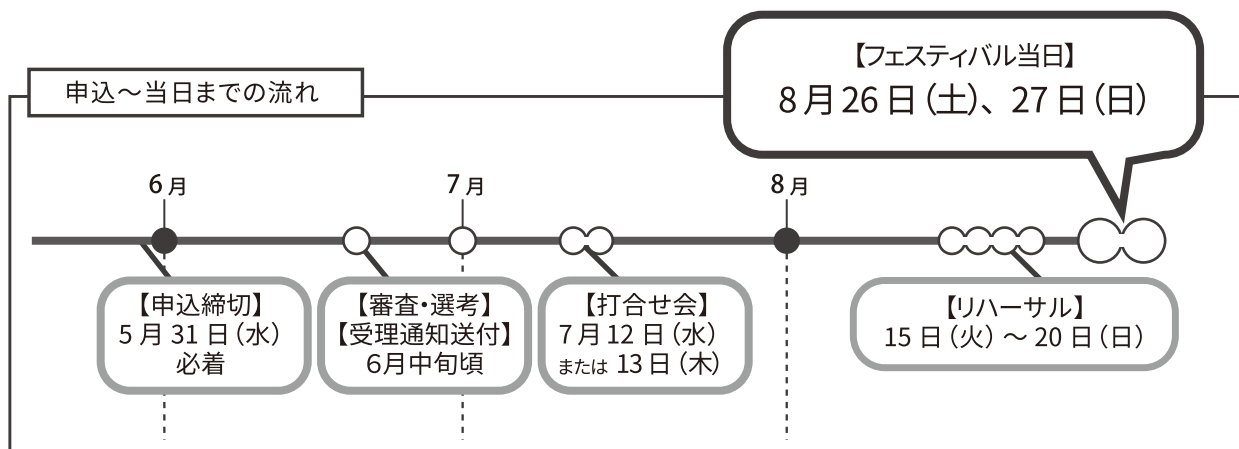 申込～当日までの流れ
【フェスティバル当日】
8月26日(土)、27日(日)
6月
7月
8月
【申込締切】
5月31日(水)
必着
【審査・選考】
【受理通知送付】
6月中旬頃
【打合せ会】
7月12日(水)
または 13日(木)
【リハーサル】
15日(火)～20日(日)